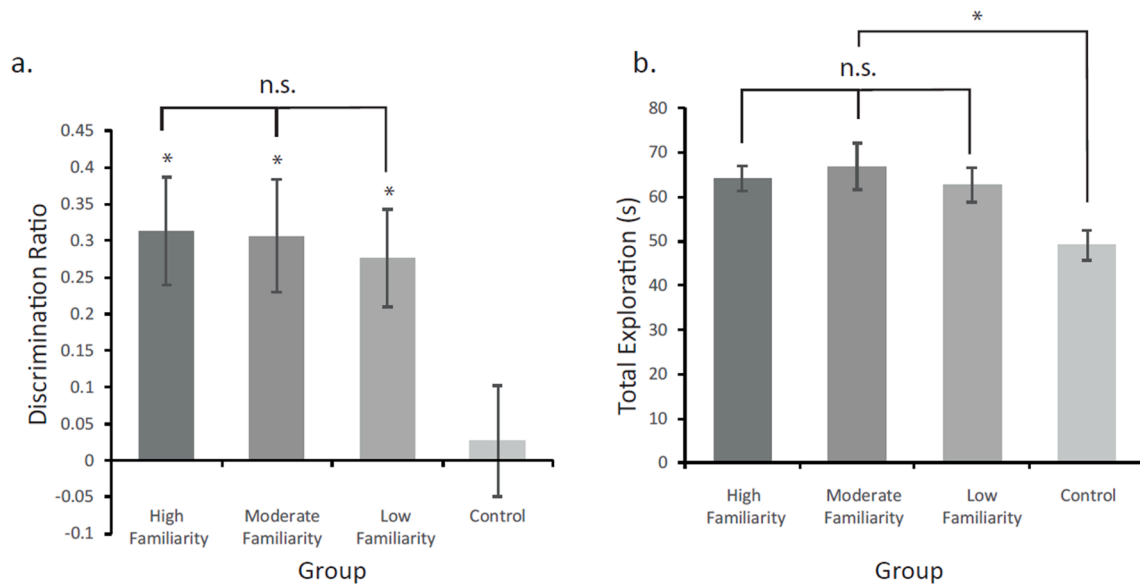 a.
n.s.
0.45
0.4
0.35
0.3
0.25
0.2
0.15
0.1
0.05
0
-0.05
-0.1
Discrimination Ratio
*
*
*
High
Familiarity
Moderate
Familiarity
Low
Familiarity
Control
Group
b.
*
n.s.
80
70
60
50
40
30
20
10
0
Total Exploration (s)
High
Familiarity
Moderate
Familiarity
Low
Familiarity
Control
Group